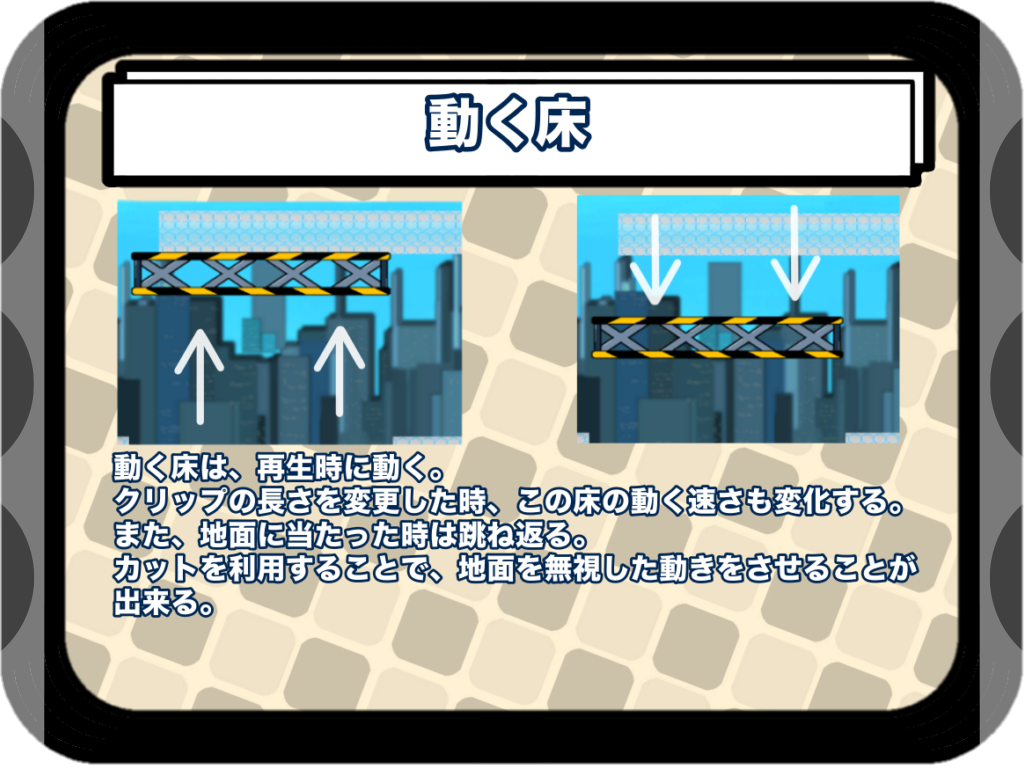 動く床
動く床は、再生時に動く。
クリップの長さを変更した時、この床の動く速さも変化する。
また、地面に当たった時は跳ね返る。
カットを利用することで、地面を無視した動きをさせることが
出来る。